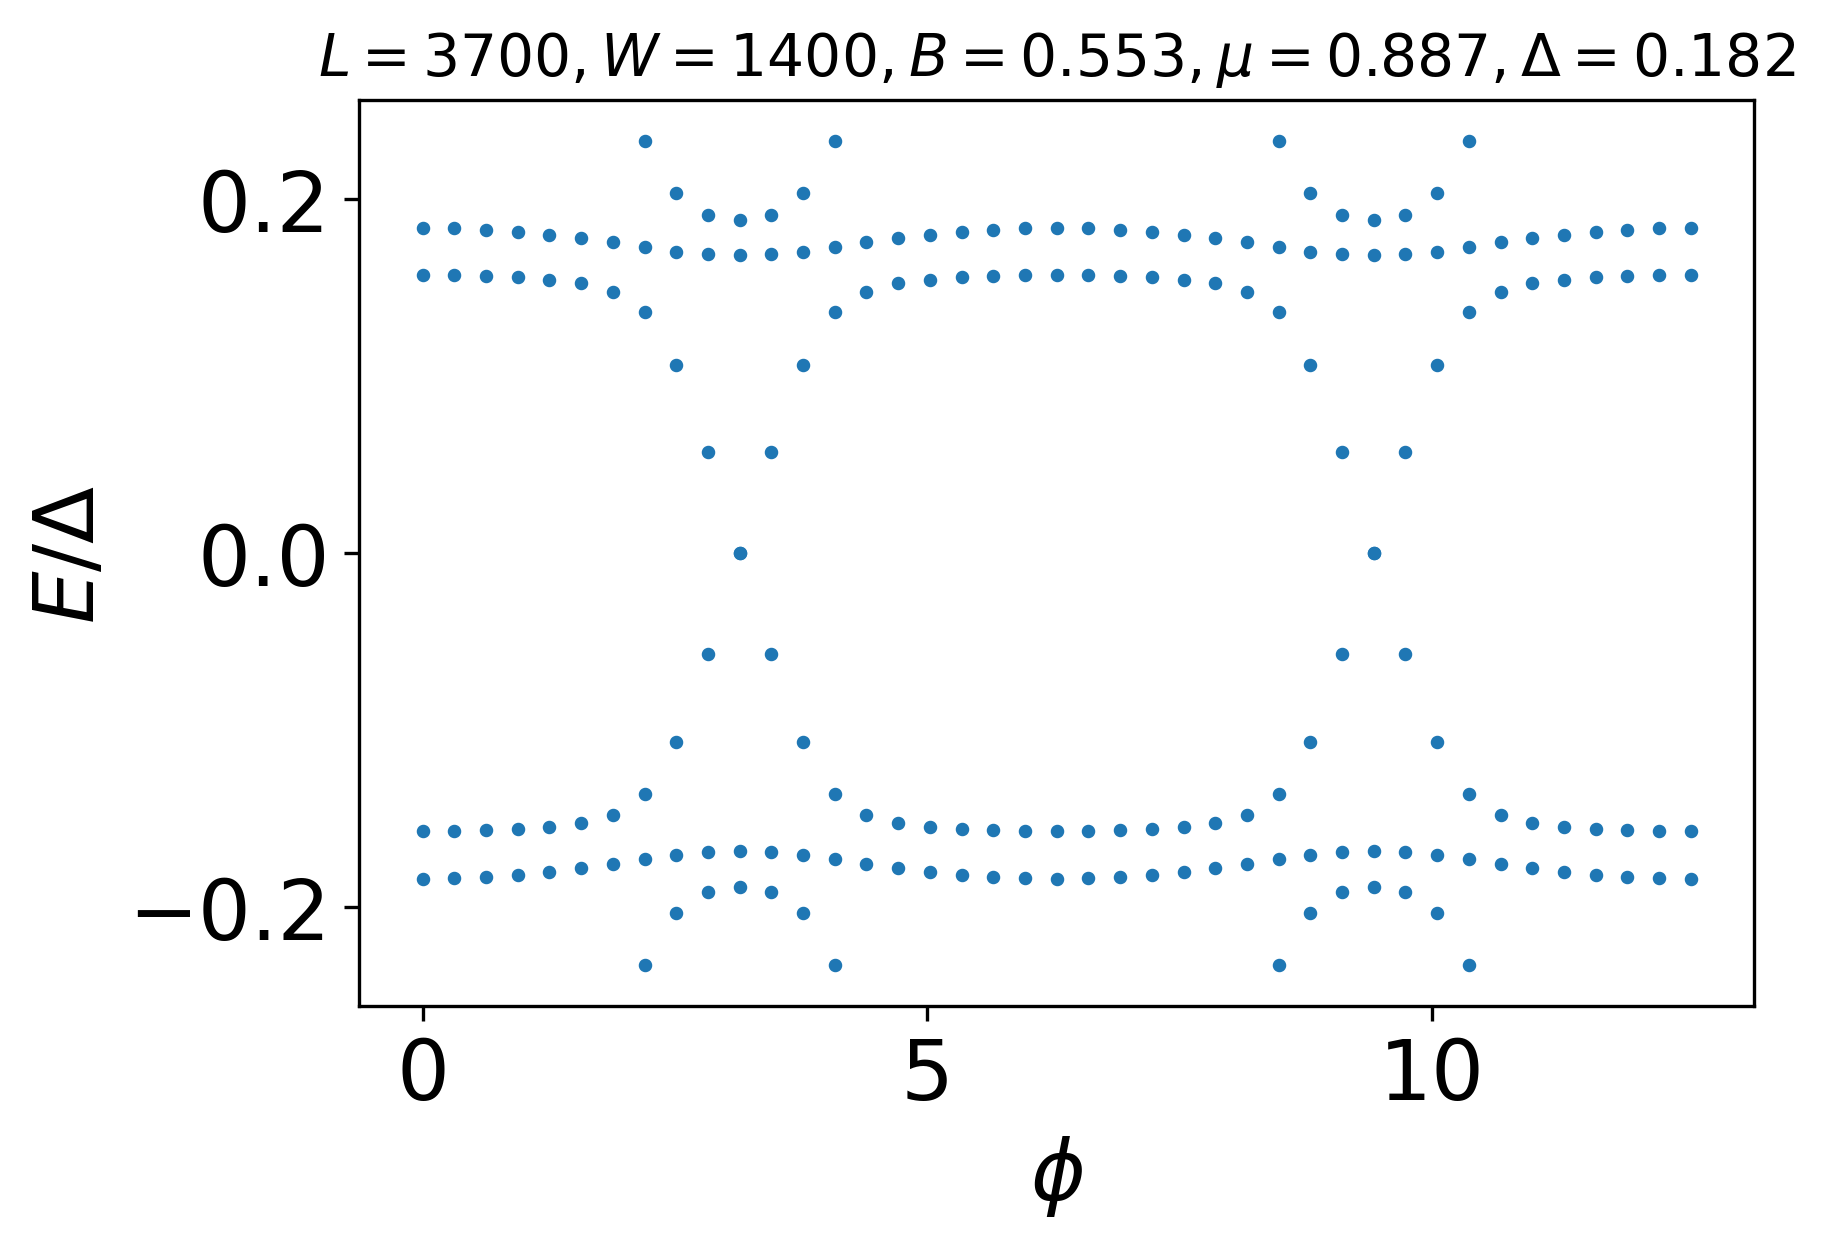 L = 3700, W = 1400, B = 0.553, μ = 0.887, Δ = 0.182
0.2
0.0
−0.2
E/Δ
0 5 10
ϕ